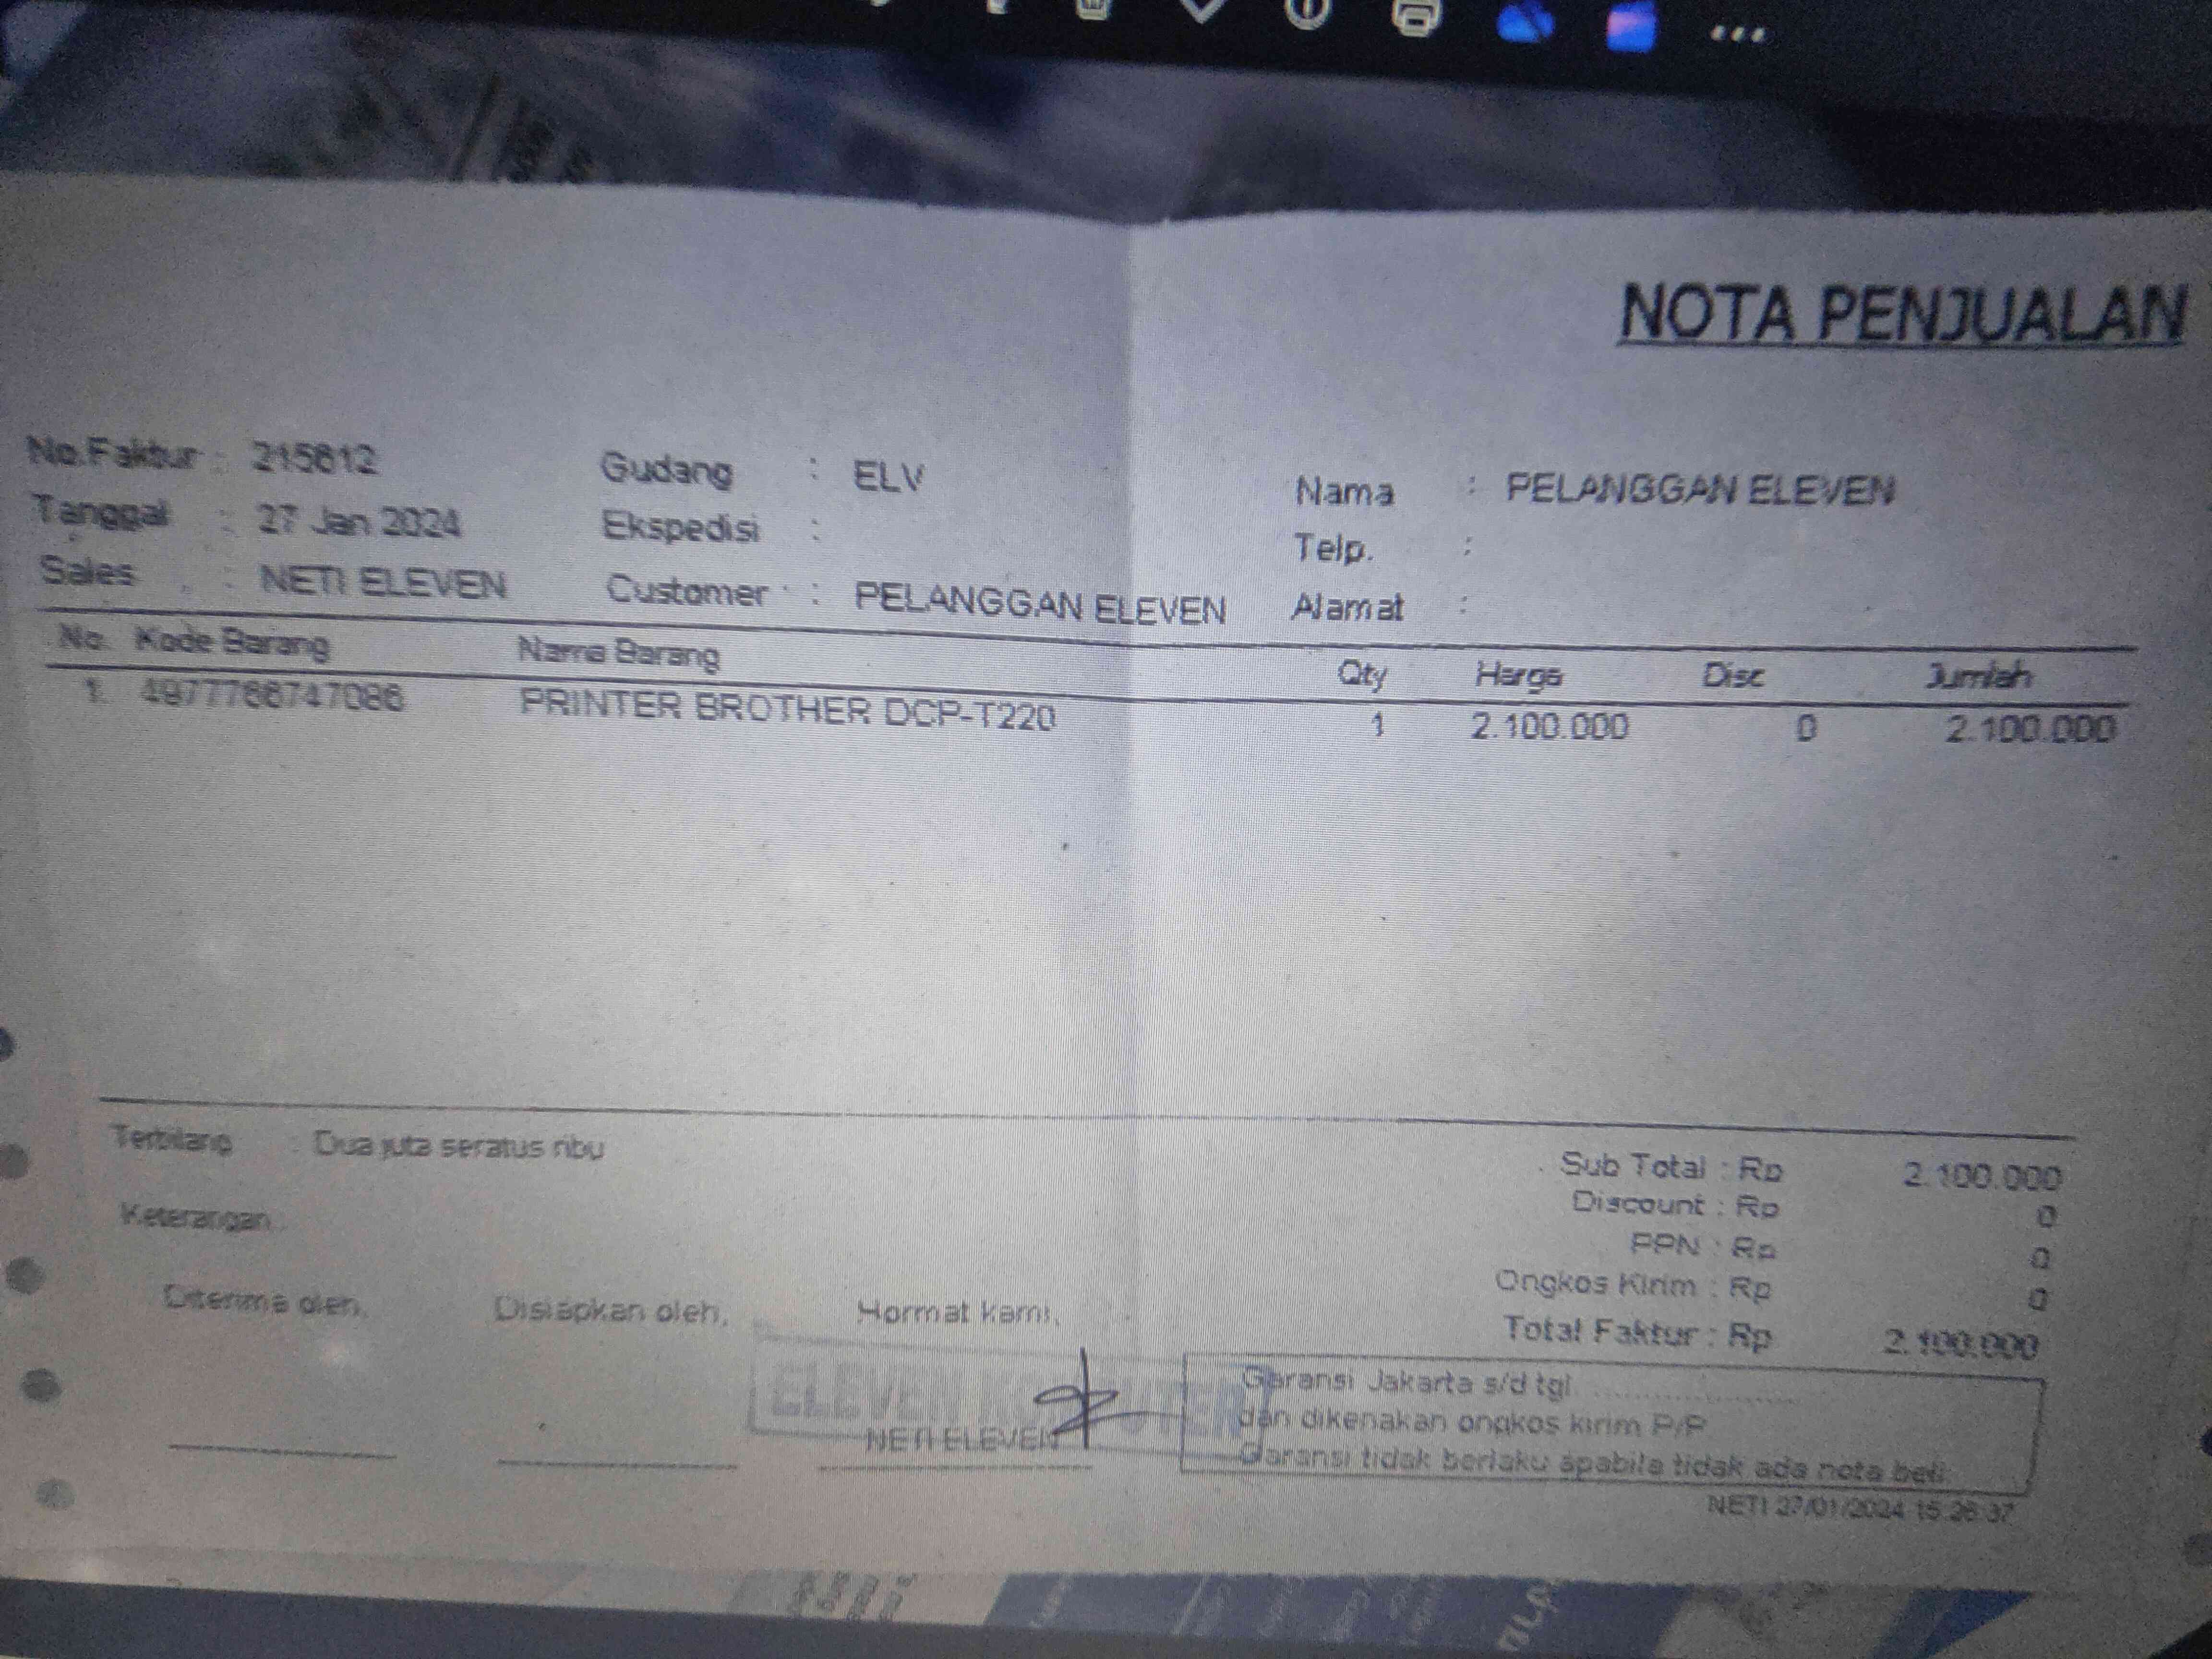 NOTA PENJUALAN
No.Faktur : 215612 Gudang : ELV Nama : PELANGGAN ELEVEN
Tanggal : 27 Jan 2024 Ekspedisi : Telp. :
Sales : NETI ELEVEN Customer : PELANGGAN ELEVEN Alamat :
No. Kode Barang Nama Barang Qty Harga Disc Jumlah
1. 4977766747086 PRINTER BROTHER DCP-T220 1 2.100.000 0 2.100.000
Terbilang : Dua juta seratus ribu Sub Total : Rp 2.100.000
Discount : Rp 0
Keterangan PPN : Rp 0
Ongkos Kirim : Rp 0
Diterima oleh, Disiapkan oleh, Hormat kami, Total Faktur : Rp 2.100.000
ELEVEN
NETI ELEVEN
Garansi Jakarta s/d tgl ................
dan dikenakan ongkos kirim P/P
Garansi tidak berlaku apabila tidak ada nota beli.
NETI 27/01/2024 15:26:37